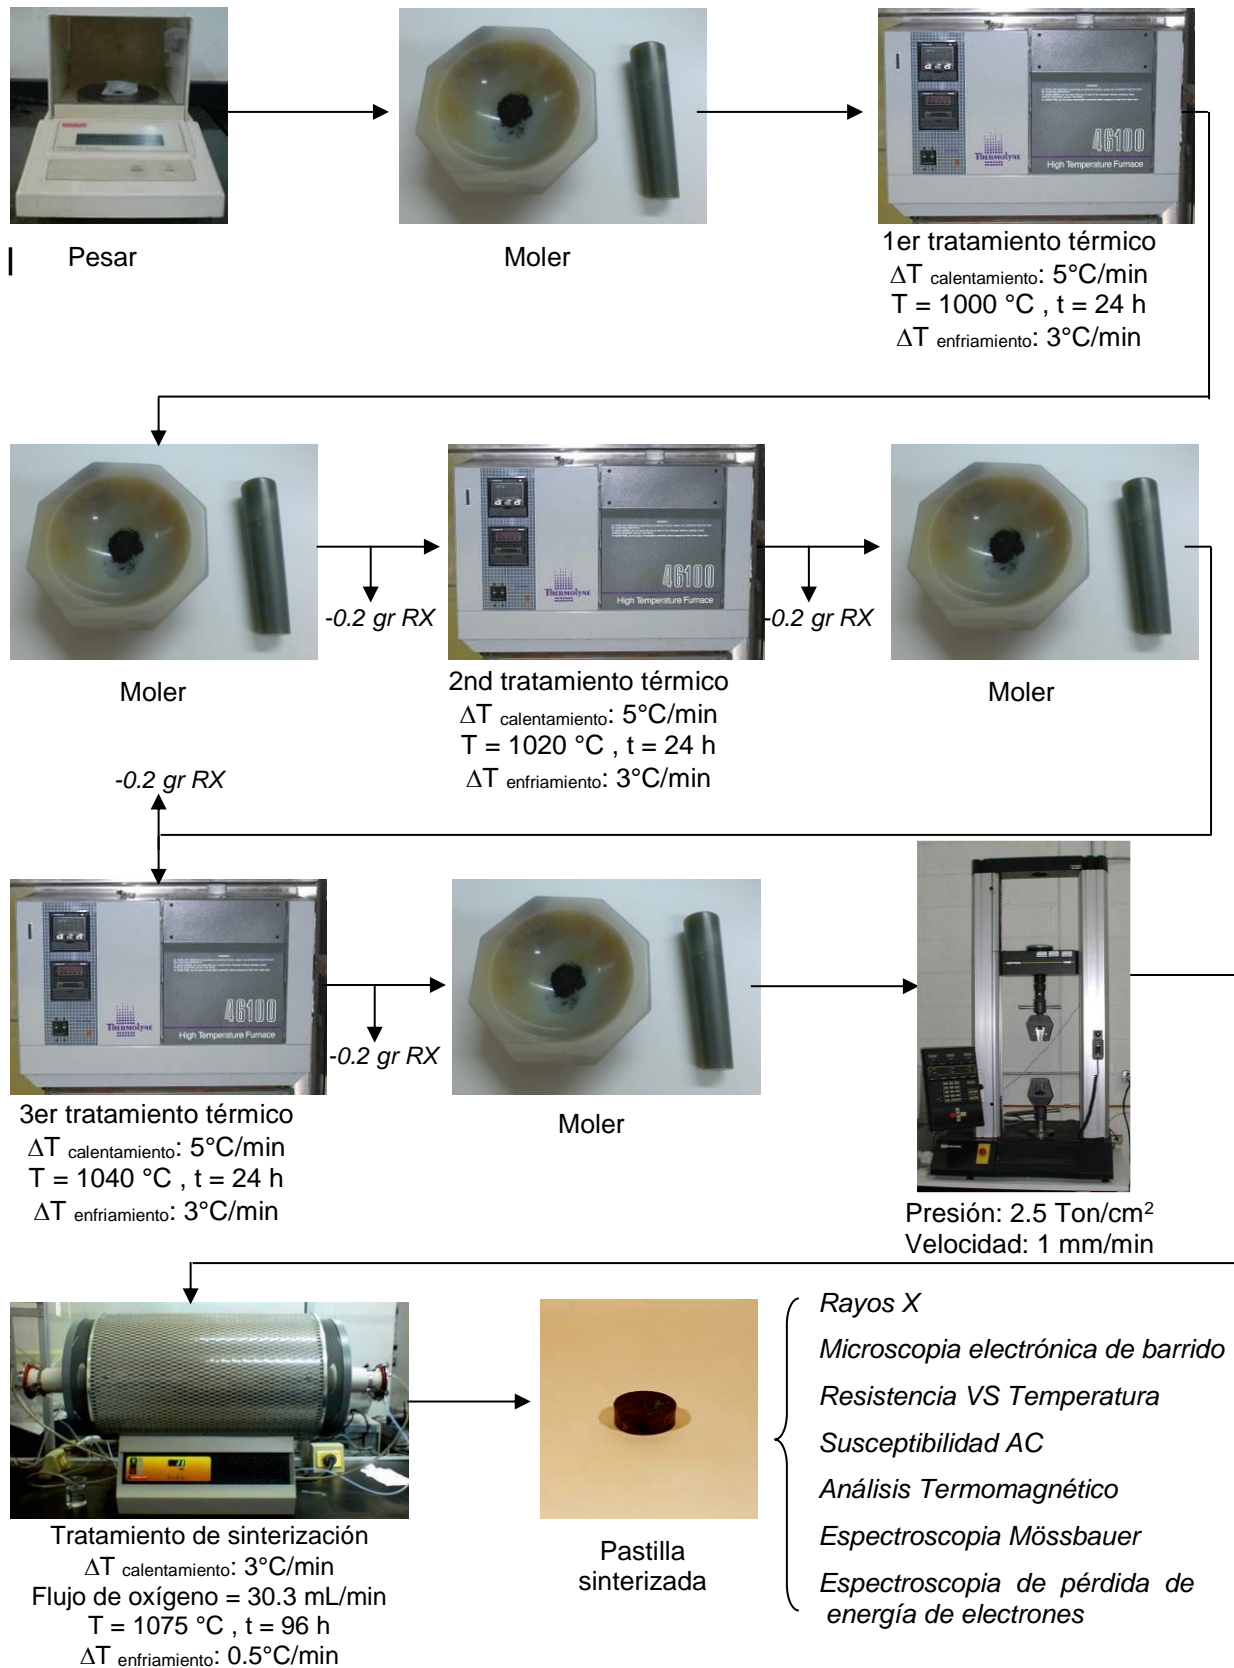 OHAUS
46100
THERMOLYNE
High Temperature Furnace
Pesar
Moler
1er tratamiento térmico
ΔT calentamiento: 5°C/min
T = 1000 °C , t = 24 h
ΔT enfriamiento: 3°C/min
46100
THERMOLYNE
High Temperature Furnace
-0.2 gr RX
-0.2 gr RX
Moler
2nd tratamiento térmico
ΔT calentamiento: 5°C/min
T = 1020 °C , t = 24 h
ΔT enfriamiento: 3°C/min
Moler
-0.2 gr RX
46100
THERMOLYNE
High Temperature Furnace
-0.2 gr RX
3er tratamiento térmico
ΔT calentamiento: 5°C/min
T = 1040 °C , t = 24 h
ΔT enfriamiento: 3°C/min
Moler
Presión: 2.5 Ton/cm²
Velocidad: 1 mm/min
Tratamiento de sinterización
ΔT calentamiento: 3°C/min
Flujo de oxígeno = 30.3 mL/min
T = 1075 °C , t = 96 h
ΔT enfriamiento: 0.5°C/min
Pastilla
sinterizada
Rayos X
Microscopia electrónica de barrido
Resistencia VS Temperatura
Susceptibilidad AC
Análisis Termomagnético
Espectroscopia Mössbauer
Espectroscopia de pérdida de
energía de electrones